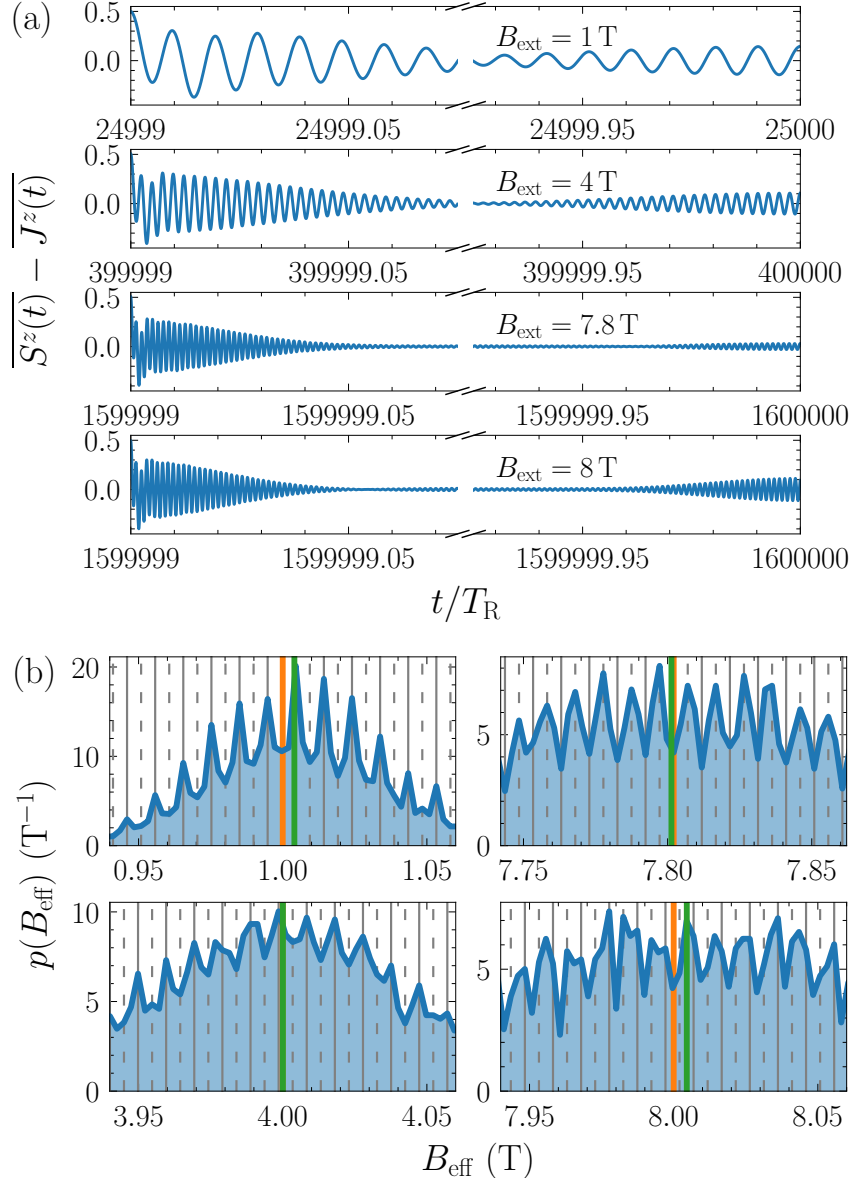 (a)
0.5
0.0
B_ext = 1 T
24999 24999.05 24999.95 25000
0.5
0.0
B_ext = 4 T
399999 399999.05 399999.95 400000
0.5
0.0
B_ext = 7.8 T
1599999 1599999.05 1599999.95 1600000
0.5
0.0
B_ext = 8 T
1599999 1599999.05 1599999.95 1600000
S^z(t) − J^z(t)
t/T_R
(b)
20
10
0
0.95 1.00 1.05
5
0
7.75 7.80 7.85
10
5
0
3.95 4.00 4.05
5
0
7.95 8.00 8.05
p(B_eff) (T⁻¹)
B_eff (T)